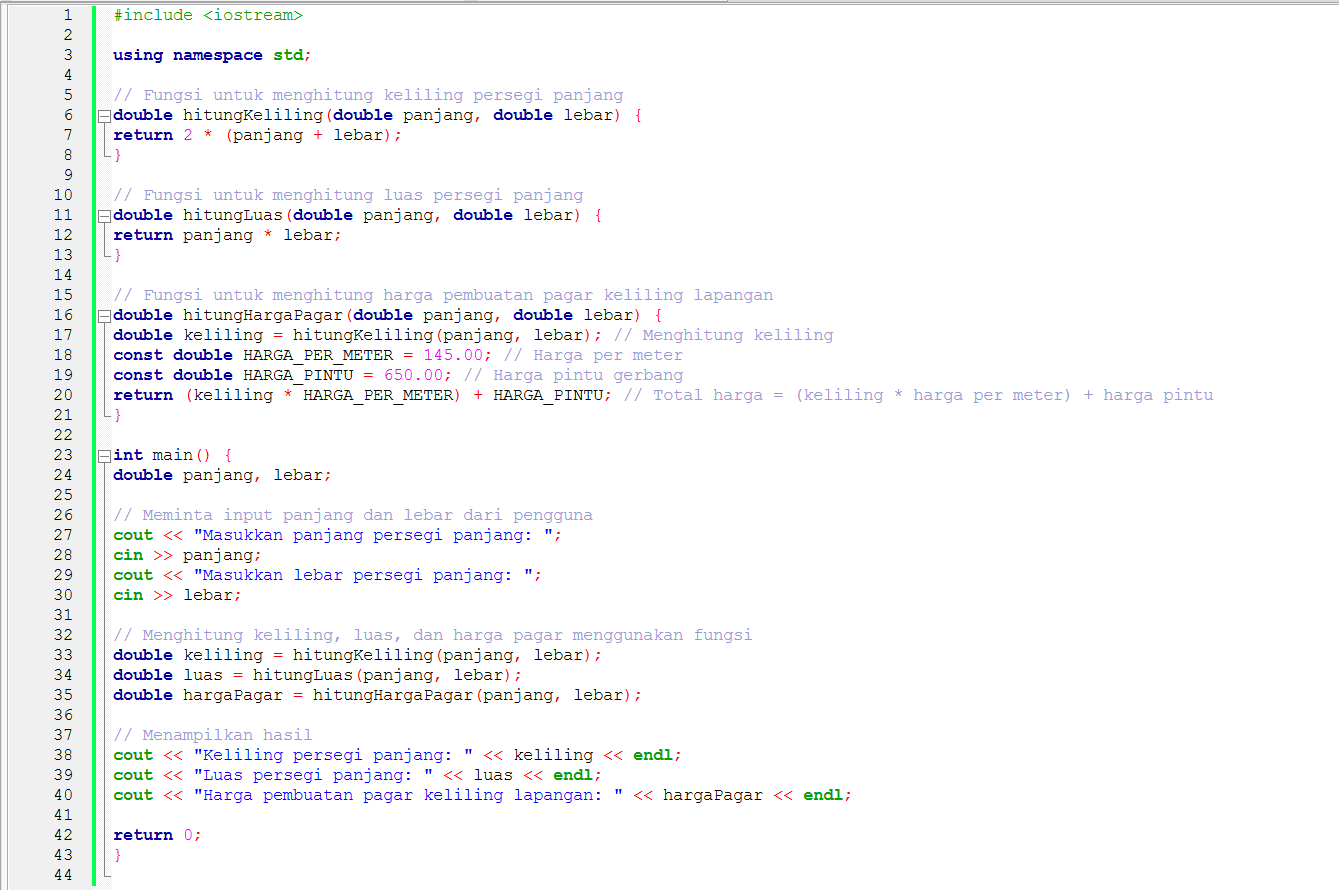 1 #include <iostream>
2
3 using namespace std;
4
5 // Fungsi untuk menghitung keliling persegi panjang
6 double hitungKeliling(double panjang, double lebar) {
7 return 2 * (panjang + lebar);
8 }
9
10 // Fungsi untuk menghitung luas persegi panjang
11 double hitungLuas(double panjang, double lebar) {
12 return panjang * lebar;
13 }
14
15 // Fungsi untuk menghitung harga pembuatan pagar keliling lapangan
16 double hitungHargaPagar(double panjang, double lebar) {
17 double keliling = hitungKeliling(panjang, lebar); // Menghitung keliling
18 const double HARGA_PER_METER = 145.00; // Harga per meter
19 const double HARGA_PINTU = 650.00; // Harga pintu gerbang
20 return (keliling * HARGA_PER_METER) + HARGA_PINTU; // Total harga = (keliling * harga per meter) + harga pintu
21 }
22
23 int main() {
24 double panjang, lebar;
25
26 // Meminta input panjang dan lebar dari pengguna
27 cout << "Masukkan panjang persegi panjang: ";
28 cin >> panjang;
29 cout << "Masukkan lebar persegi panjang: ";
30 cin >> lebar;
31
32 // Menghitung keliling, luas, dan harga pagar menggunakan fungsi
33 double keliling = hitungKeliling(panjang, lebar);
34 double luas = hitungLuas(panjang, lebar);
35 double hargaPagar = hitungHargaPagar(panjang, lebar);
36
37 // Menampilkan hasil
38 cout << "Keliling persegi panjang: " << keliling << endl;
39 cout << "Luas persegi panjang: " << luas << endl;
40 cout << "Harga pembuatan pagar keliling lapangan: " << hargaPagar << endl;
41
42 return 0;
43 }
44